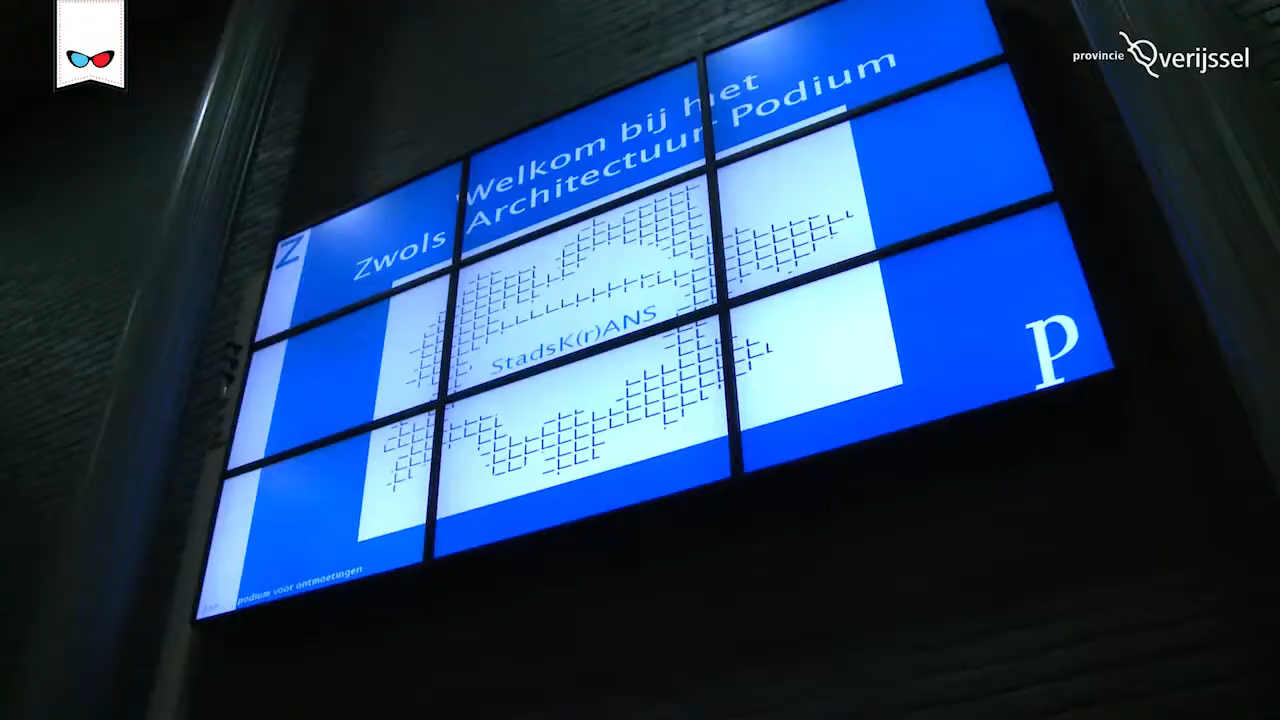 provincie Overijssel
Welkom bij het
Zwols Architectuur Podium
Z
StadsK(r)ANS
p
podium voor ontmoetingen